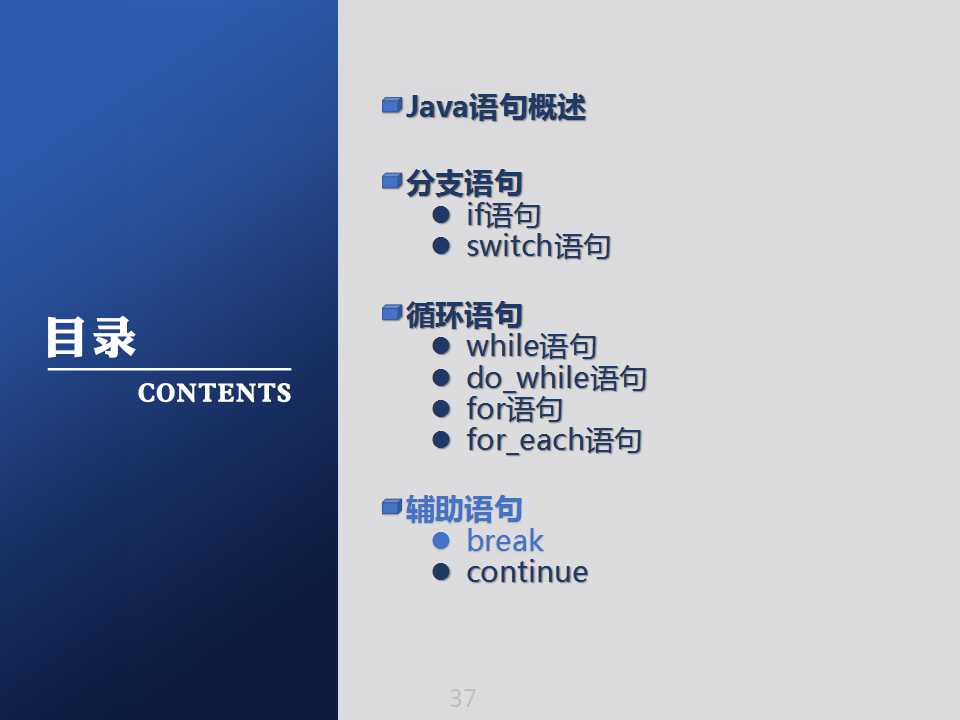 目录
CONTENTS
Java语句概述
分支语句
if语句
switch语句
循环语句
while语句
do_while语句
for语句
for_each语句
辅助语句
break
continue
37